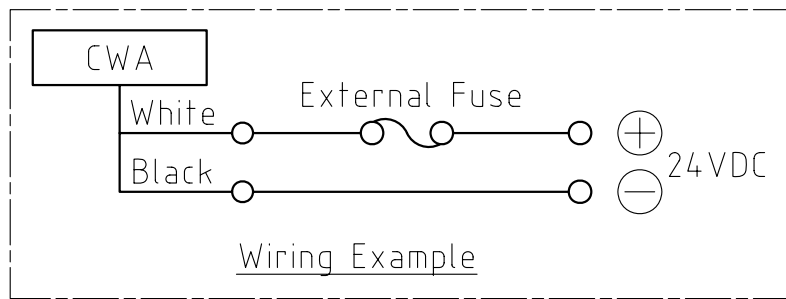 CWA
White
External Fuse
+
Black
24VDC
−
Wiring Example